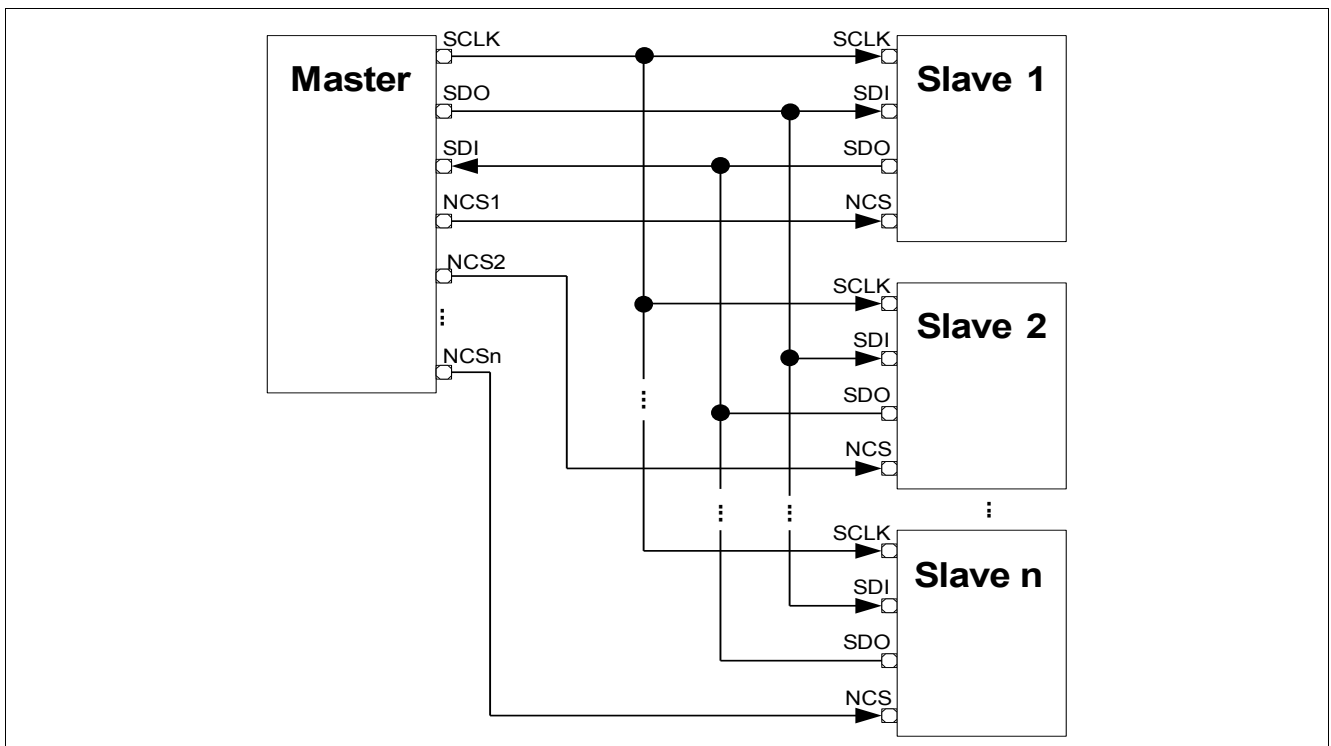 Master
SCLK
SDO
SDI
NCS1
NCS2
...
NCSn
SCLK
Slave 1
SDI
SDO
NCS
SCLK
Slave 2
SDI
SDO
NCS
...
...
...
...
SCLK
Slave n
SDI
SDO
NCS